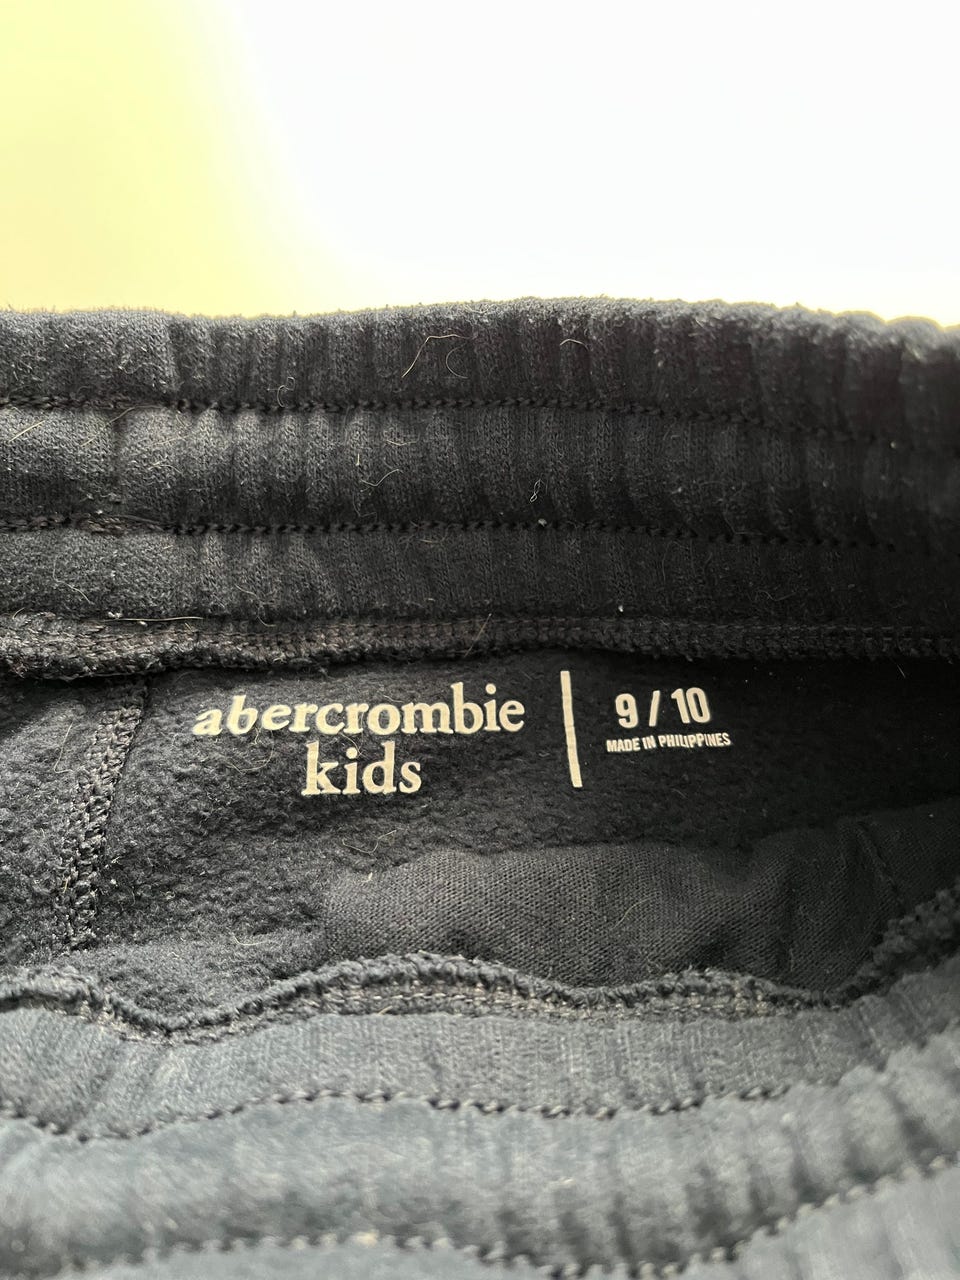 abercrombie
kids
9 / 10
MADE IN PHILIPPINES